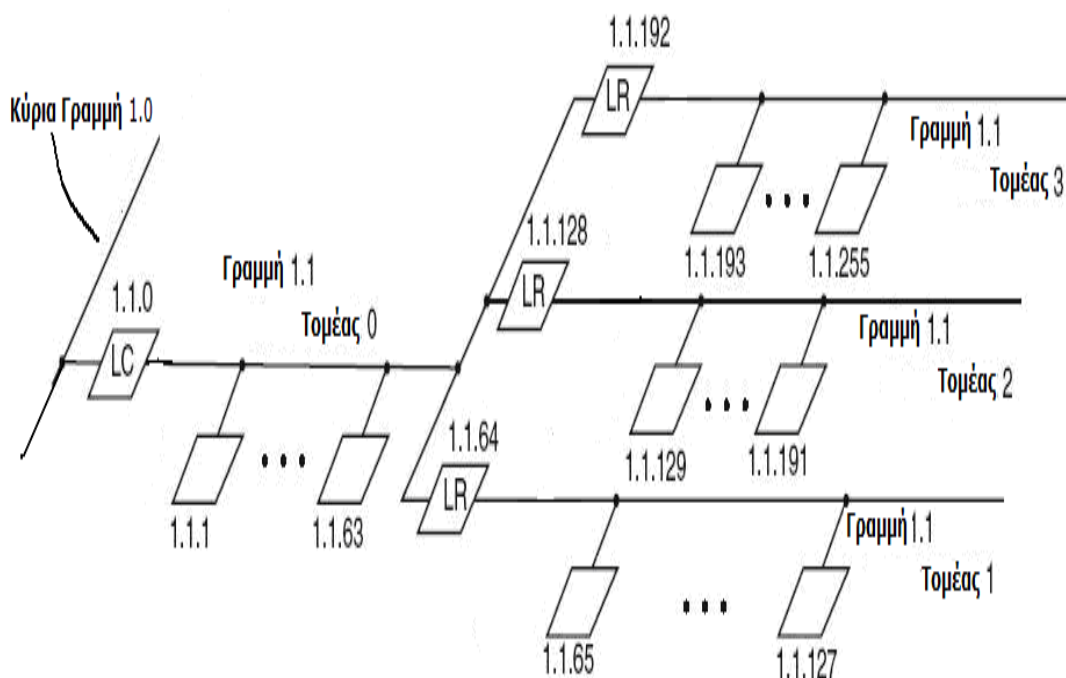 1.1.192
LR
Κύρια Γραμμή 1.0
Γραμμή 1.1
Τομέας 3
1.1.193
1.1.255
1.1.128
LR
Γραμμή 1.1
Τομέας 0
1.1.0
LC
Γραμμή 1.1
Τομέας 2
1.1.129
1.1.191
1.1.64
LR
1.1.1
1.1.63
Γραμμή 1.1
Τομέας 1
1.1.65
1.1.127